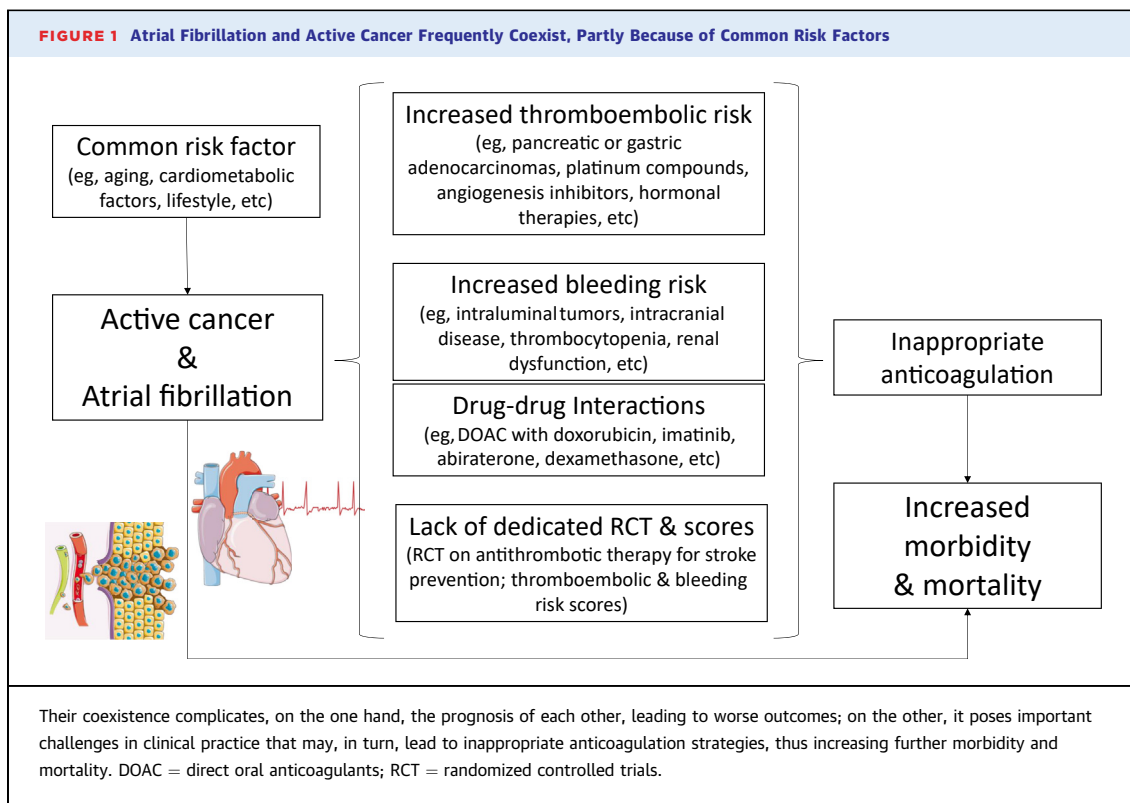 FIGURE 1 Atrial Fibrillation and Active Cancer Frequently Coexist, Partly Because of Common Risk Factors
Common risk factor
(eg, aging, cardiometabolic
factors, lifestyle, etc)
Active cancer
&
Atrial fibrillation
Increased thromboembolic risk
(eg, pancreatic or gastric
adenocarcinomas, platinum compounds,
angiogenesis inhibitors, hormonal
therapies, etc)
Increased bleeding risk
(eg, intraluminal tumors, intracranial
disease, thrombocytopenia, renal
dysfunction, etc)
Drug-drug Interactions
(eg, DOAC with doxorubicin, imatinib,
abiraterone, dexamethasone, etc)
Lack of dedicated RCT & scores
(RCT on antithrombotic therapy for stroke
prevention; thromboembolic & bleeding
risk scores)
Inappropriate
anticoagulation
Increased
morbidity
& mortality
Their coexistence complicates, on the one hand, the prognosis of each other, leading to worse outcomes; on the other, it poses important
challenges in clinical practice that may, in turn, lead to inappropriate anticoagulation strategies, thus increasing further morbidity and
mortality. DOAC = direct oral anticoagulants; RCT = randomized controlled trials.